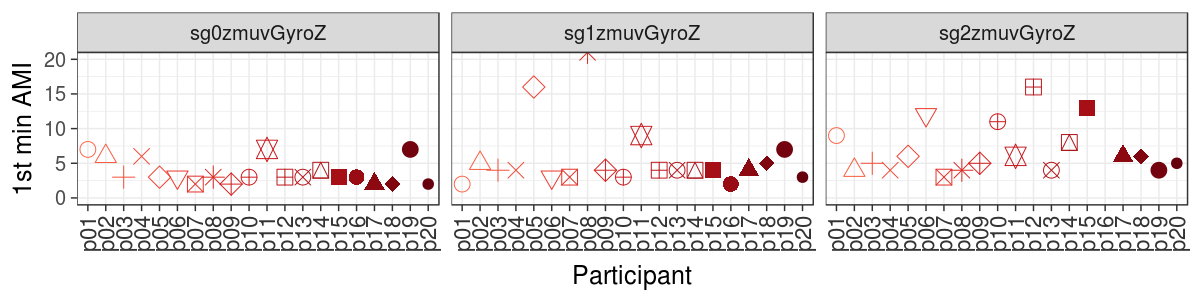 sg0zmuvGyroZ sg1zmuvGyroZ sg2zmuvGyroZ
1st min AMI
20
15
10
5
0
p01 p02 p03 p04 p05 p06 p07 p08 p09 p10 p11 p12 p13 p14 p15 p16 p17 p18 p19 p20 p01 p02 p03 p04 p05 p06 p07 p08 p09 p10 p11 p12 p13 p14 p15 p16 p17 p18 p19 p20 p01 p02 p03 p04 p05 p06 p07 p08 p09 p10 p11 p12 p13 p14 p15 p16 p17 p18 p19 p20
Participant